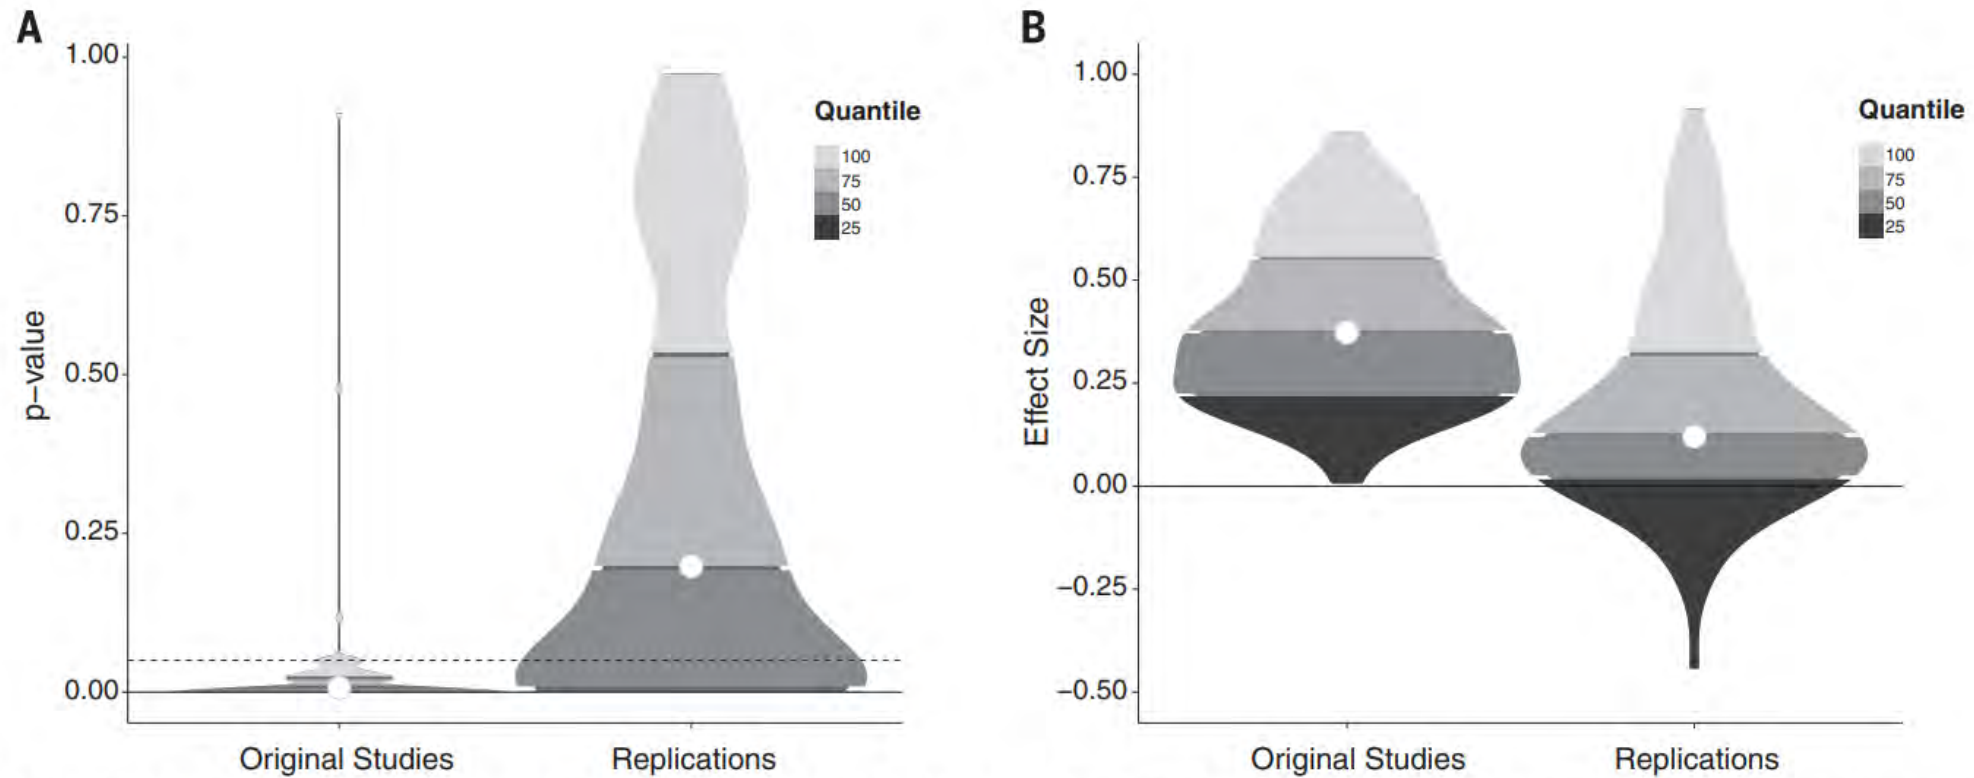 A
p-value
1.00
0.75
0.50
0.25
0.00
Original Studies
Replications
Quantile
100
75
50
25
B
Effect Size
1.00
0.75
0.50
0.25
0.00
−0.25
−0.50
Original Studies
Replications
Quantile
100
75
50
25